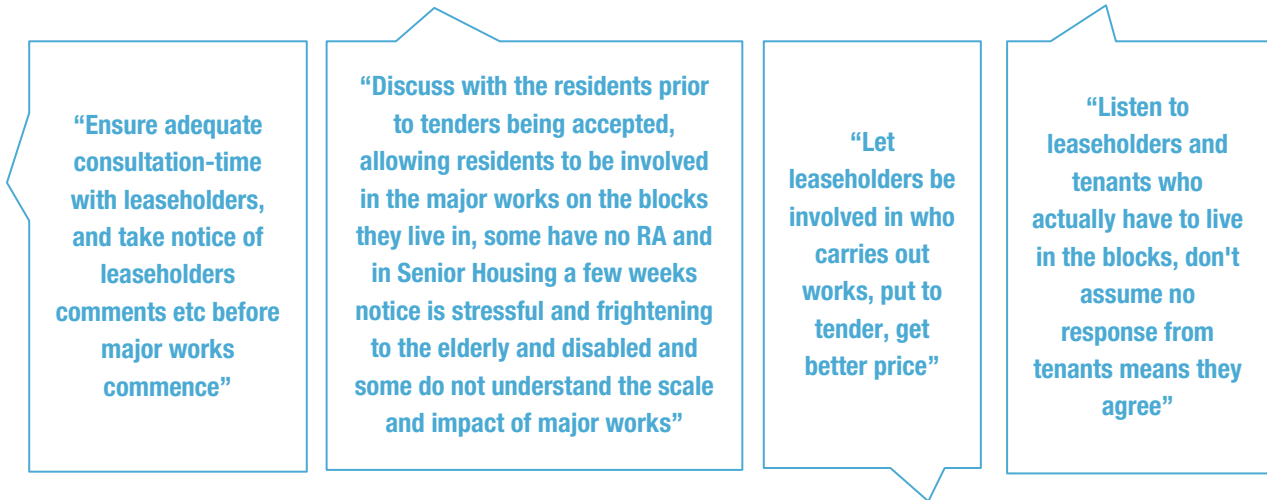 “Ensure adequate
consultation-time
with leaseholders,
and take notice of
leaseholders
comments etc before
major works
commence”
“Discuss with the residents prior
to tenders being accepted,
allowing residents to be involved
in the major works on the blocks
they live in, some have no RA and
in Senior Housing a few weeks
notice is stressful and frightening
to the elderly and disabled and
some do not understand the scale
and impact of major works”
“Let
leaseholders be
involved in who
carries out
works, put to
tender, get
better price”
“Listen to
leaseholders and
tenants who
actually have to live
in the blocks, don't
assume no
response from
tenants means they
agree”